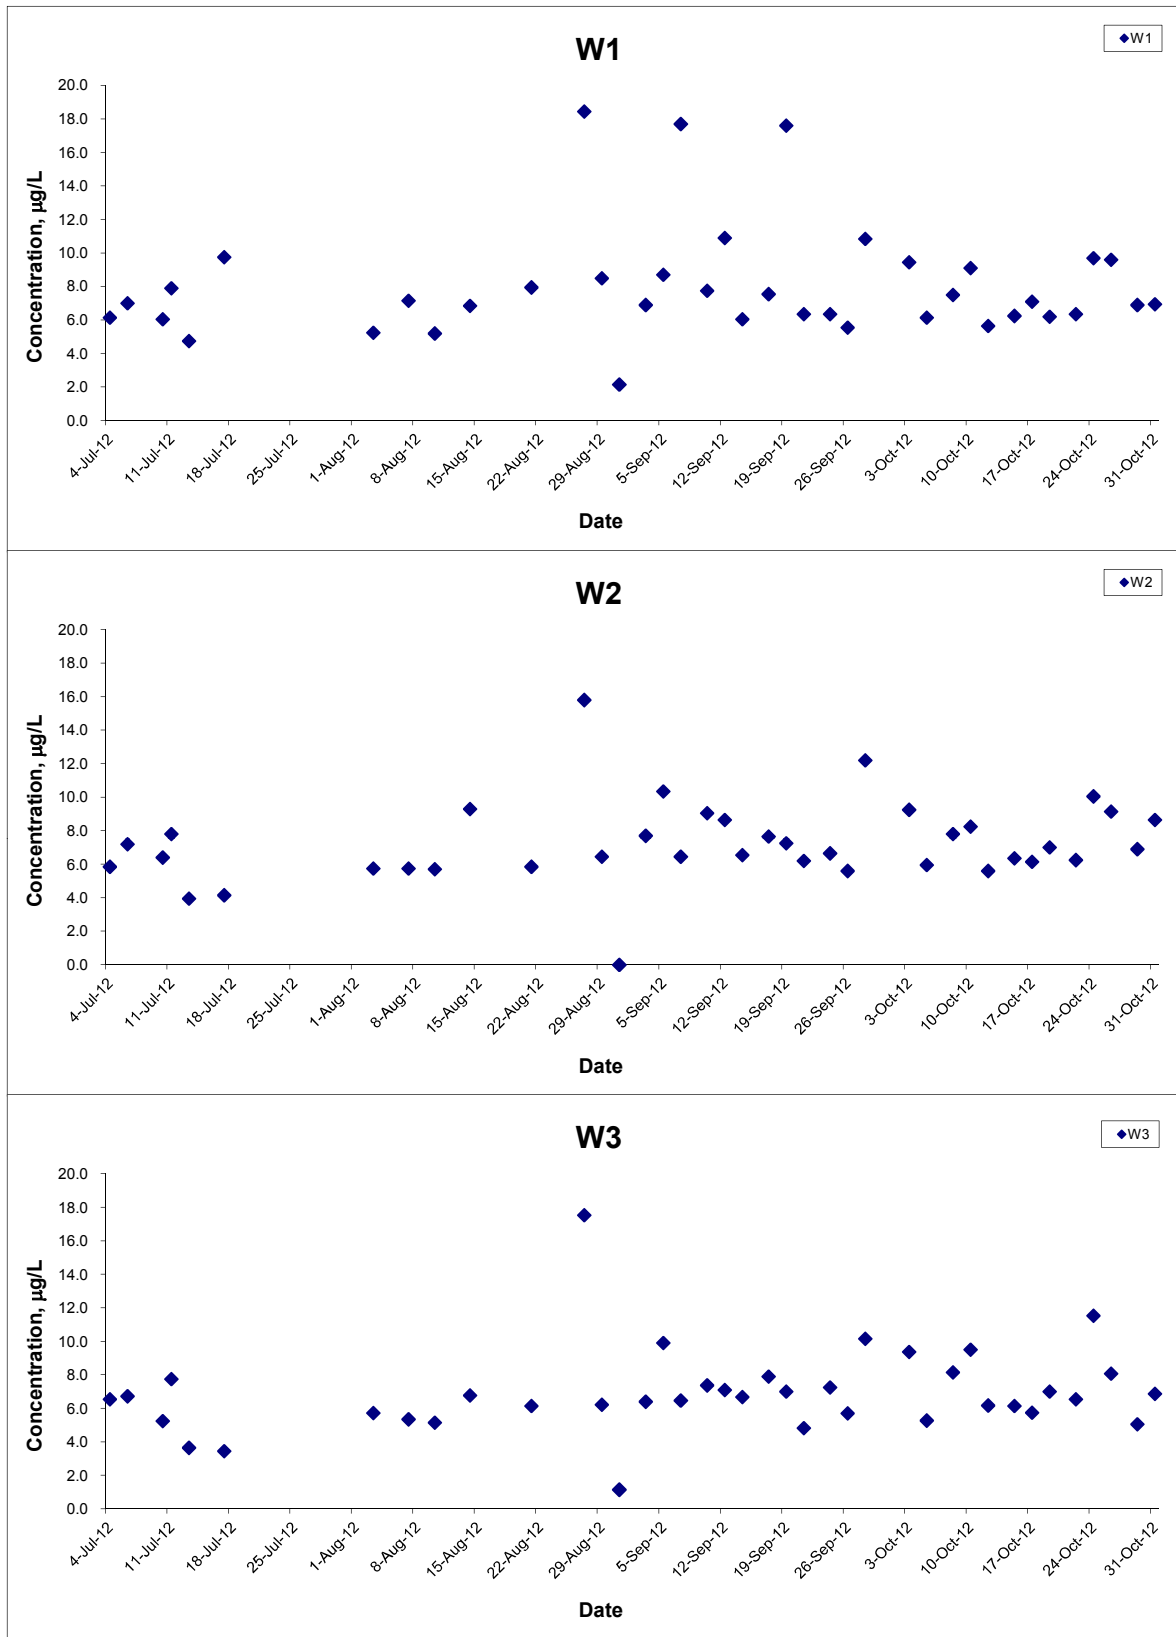 W1
W1
20.0
18.0
16.0
14.0
12.0
10.0
8.0
6.0
4.0
2.0
0.0
Concentration, µg/L
4-Jul-12
11-Jul-12
18-Jul-12
25-Jul-12
1-Aug-12
8-Aug-12
15-Aug-12
22-Aug-12
29-Aug-12
5-Sep-12
12-Sep-12
19-Sep-12
26-Sep-12
3-Oct-12
10-Oct-12
17-Oct-12
24-Oct-12
31-Oct-12
Date
W2
W2
20.0
18.0
16.0
14.0
12.0
10.0
8.0
6.0
4.0
2.0
0.0
Concentration, µg/L
4-Jul-12
11-Jul-12
18-Jul-12
25-Jul-12
1-Aug-12
8-Aug-12
15-Aug-12
22-Aug-12
29-Aug-12
5-Sep-12
12-Sep-12
19-Sep-12
26-Sep-12
3-Oct-12
10-Oct-12
17-Oct-12
24-Oct-12
31-Oct-12
Date
W3
W3
20.0
18.0
16.0
14.0
12.0
10.0
8.0
6.0
4.0
2.0
0.0
Concentration, µg/L
4-Jul-12
11-Jul-12
18-Jul-12
25-Jul-12
1-Aug-12
8-Aug-12
15-Aug-12
22-Aug-12
29-Aug-12
5-Sep-12
12-Sep-12
19-Sep-12
26-Sep-12
3-Oct-12
10-Oct-12
17-Oct-12
24-Oct-12
31-Oct-12
Date